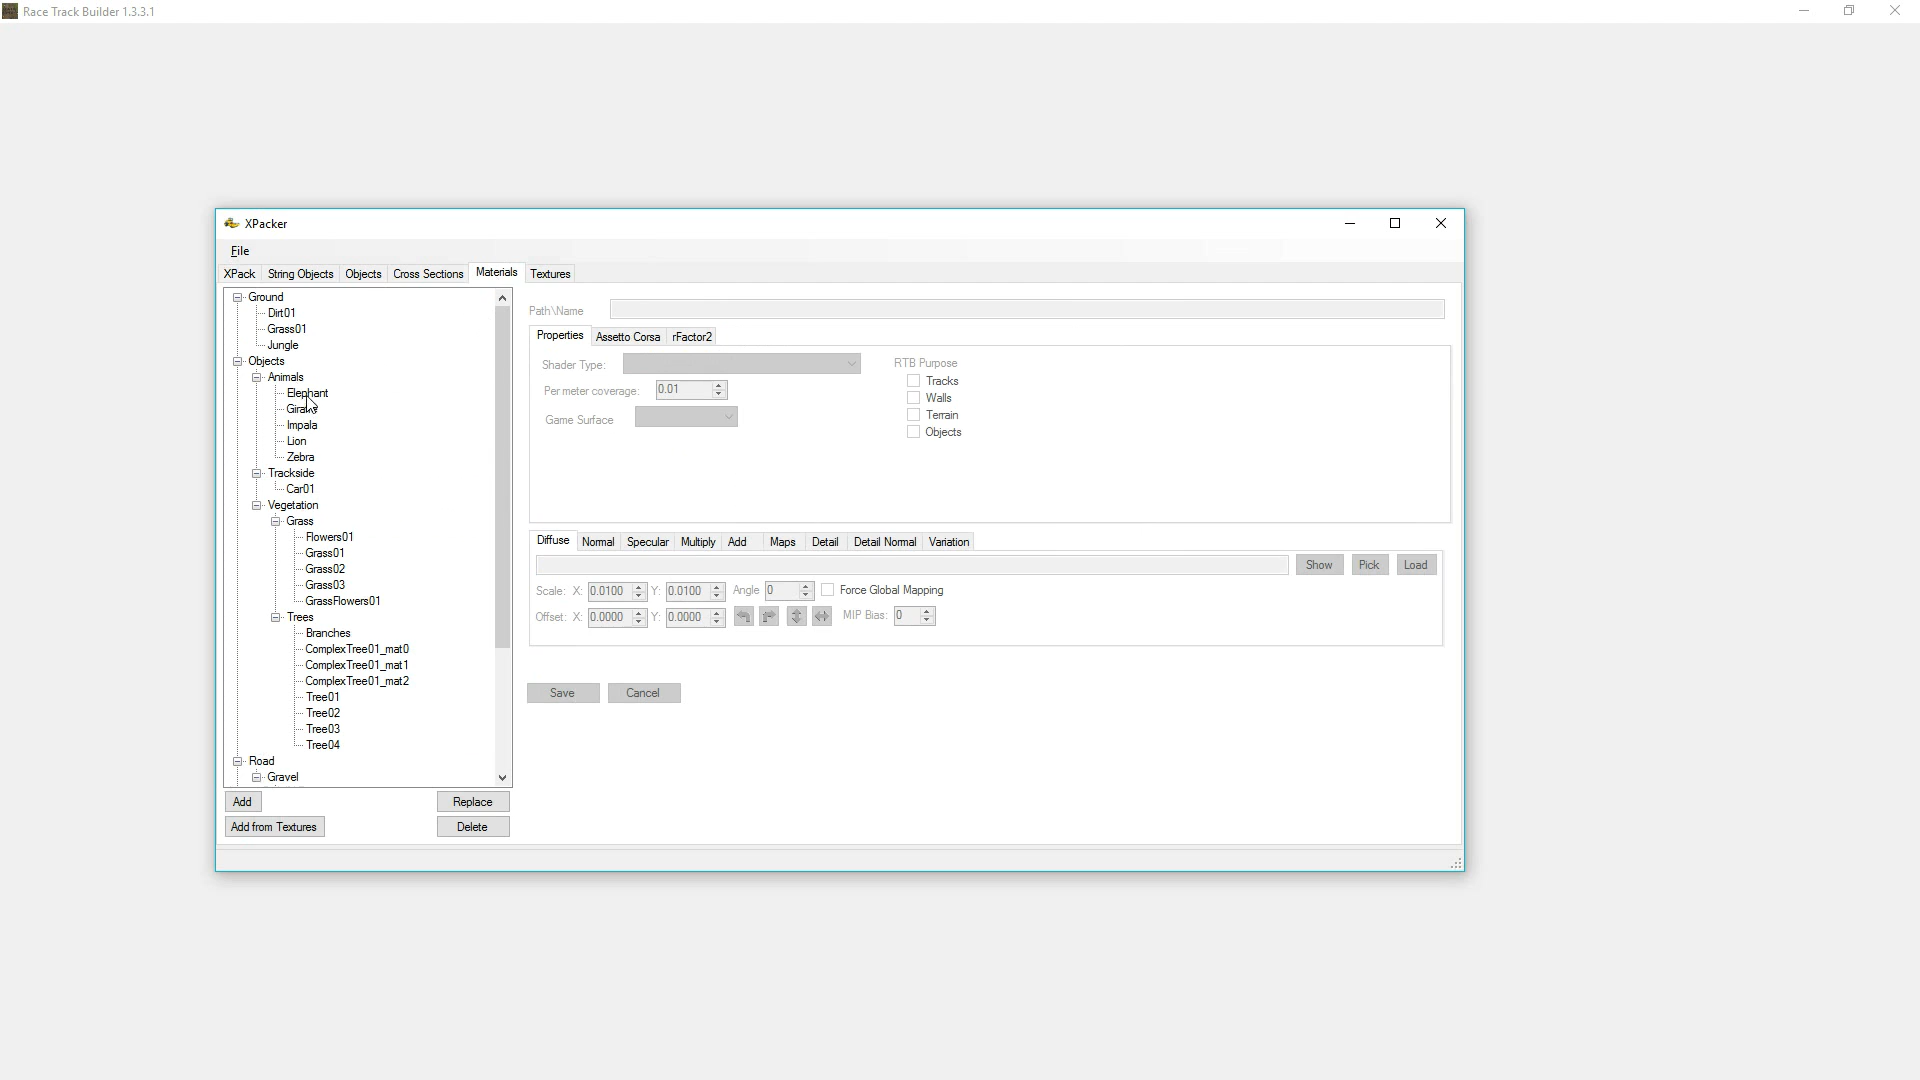 Race Track Builder 1.3.3.1
XPacker
File
XPack String Objects Objects Cross Sections Materials Textures
Ground
Dirt01
Grass01
Jungle
Objects
Animals
Elephant
Giraffe
Impala
Lion
Zebra
Trackside
Car01
Vegetation
Grass
Flowers01
Grass01
Grass02
Grass03
GrassFlowers01
Trees
Branches
ComplexTree01_mat0
ComplexTree01_mat1
ComplexTree01_mat2
Tree01
Tree02
Tree03
Tree04
Road
Gravel
Add Replace
Add from Textures Delete
Path\Name
Properties Assetto Corsa rFactor2
Shader Type: RTB Purpose
Tracks
Per meter coverage: 0.01
Walls
Terrain
Game Surface
Objects
Diffuse Normal Specular Multiply Add Maps Detail Detail Normal Variation
Show Pick Load
Scale: X: 0.0100 Y: 0.0100 Angle 0 Force Global Mapping
Offset: X: 0.0000 Y: 0.0000 MIP Bias: 0
Save Cancel